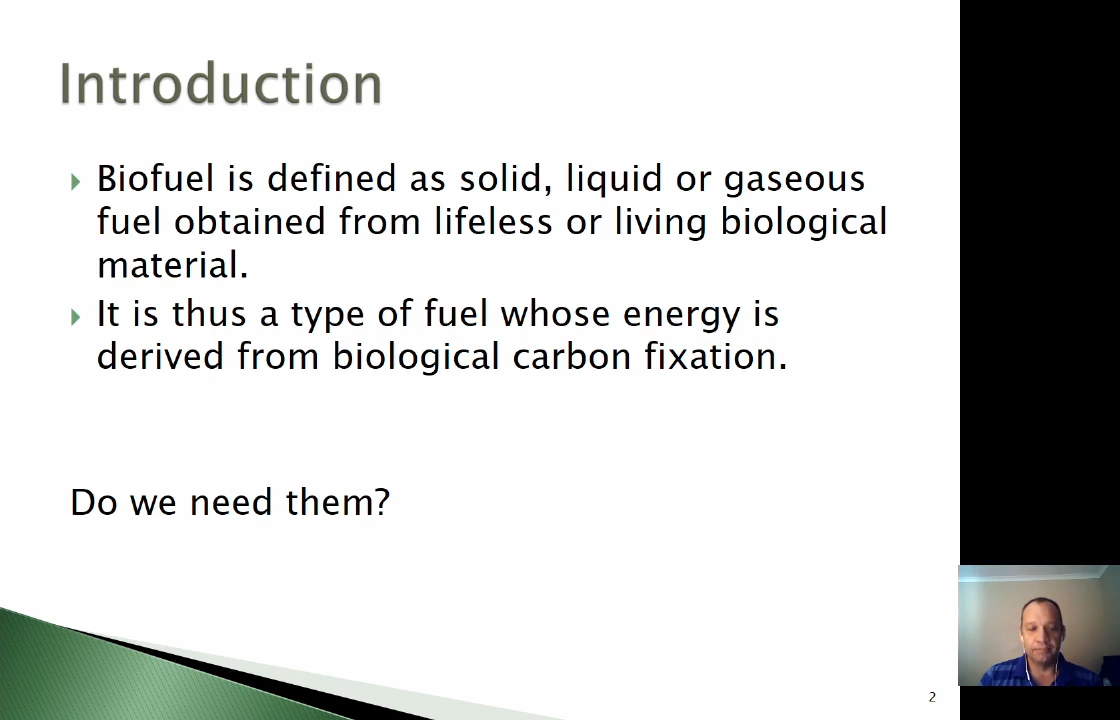 Introduction
Biofuel is defined as solid, liquid or gaseous
fuel obtained from lifeless or living biological
material.
It is thus a type of fuel whose energy is
derived from biological carbon fixation.
Do we need them?
2